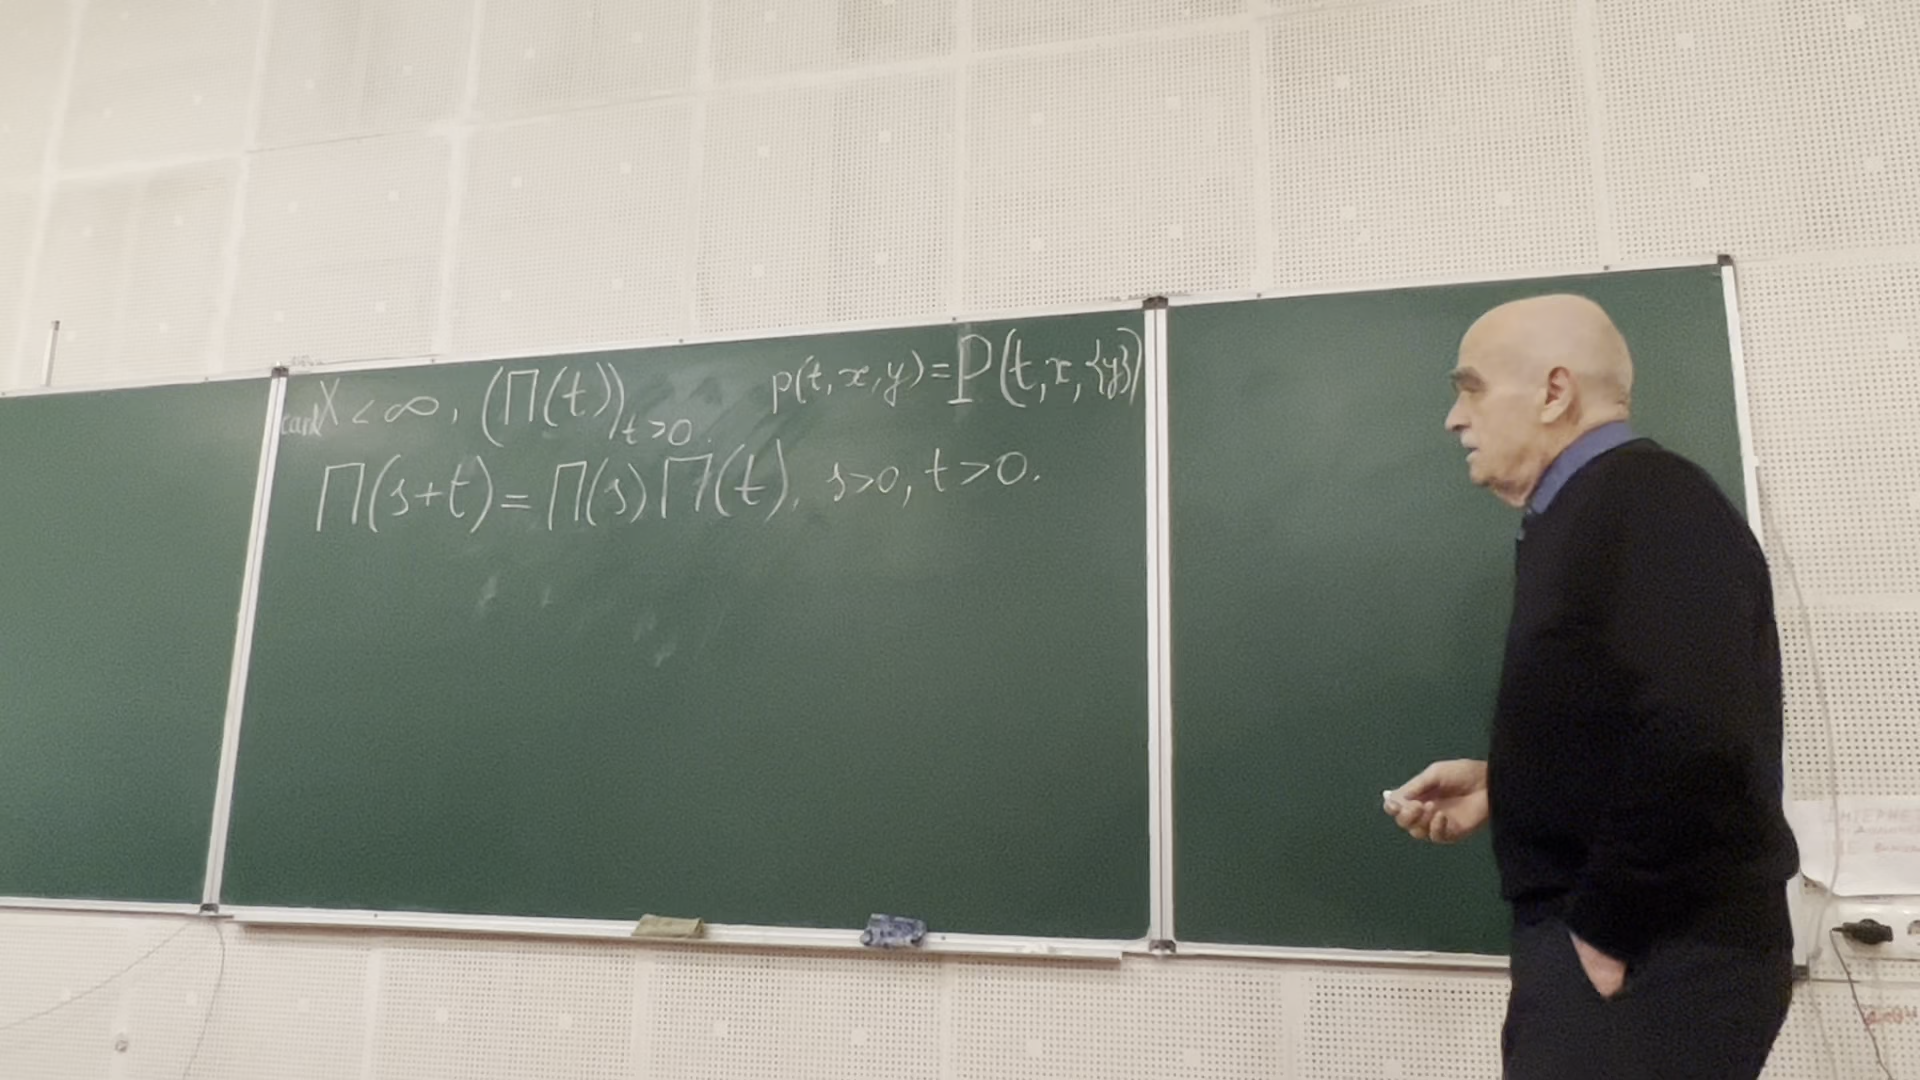 card X < ∞, (Π(t))_{t>0}. p(t, x, y) = P(t, x, {y})
Π(s+t) = Π(s) Π(t), s>0, t>0.